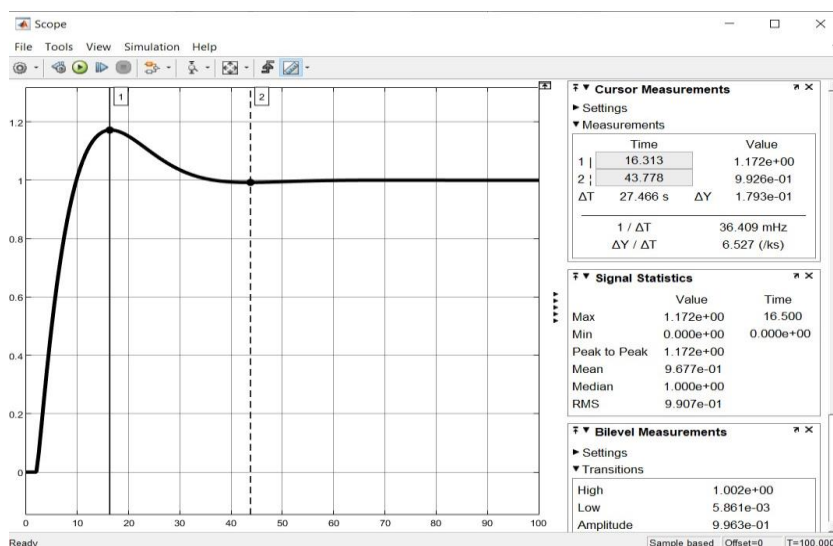 Scope
File Tools View Simulation Help
1
2
1.2
1
0.8
0.6
0.4
0.2
0
0 10 20 30 40 50 60 70 80 90 100
Cursor Measurements
Settings
Measurements
Time Value
1 | 16.313 1.172e+00
2 ¦ 43.778 9.926e-01
ΔT 27.466 s ΔY 1.793e-01
1 / ΔT 36.409 mHz
ΔY / ΔT 6.527 (/ks)
Signal Statistics
Value Time
Max 1.172e+00 16.500
Min 0.000e+00 0.000e+00
Peak to Peak 1.172e+00
Mean 9.677e-01
Median 1.000e+00
RMS 9.907e-01
Bilevel Measurements
Settings
Transitions
High 1.002e+00
Low 5.861e-03
Amplitude 9.963e-01
Ready Sample based Offset=0 T=100.000